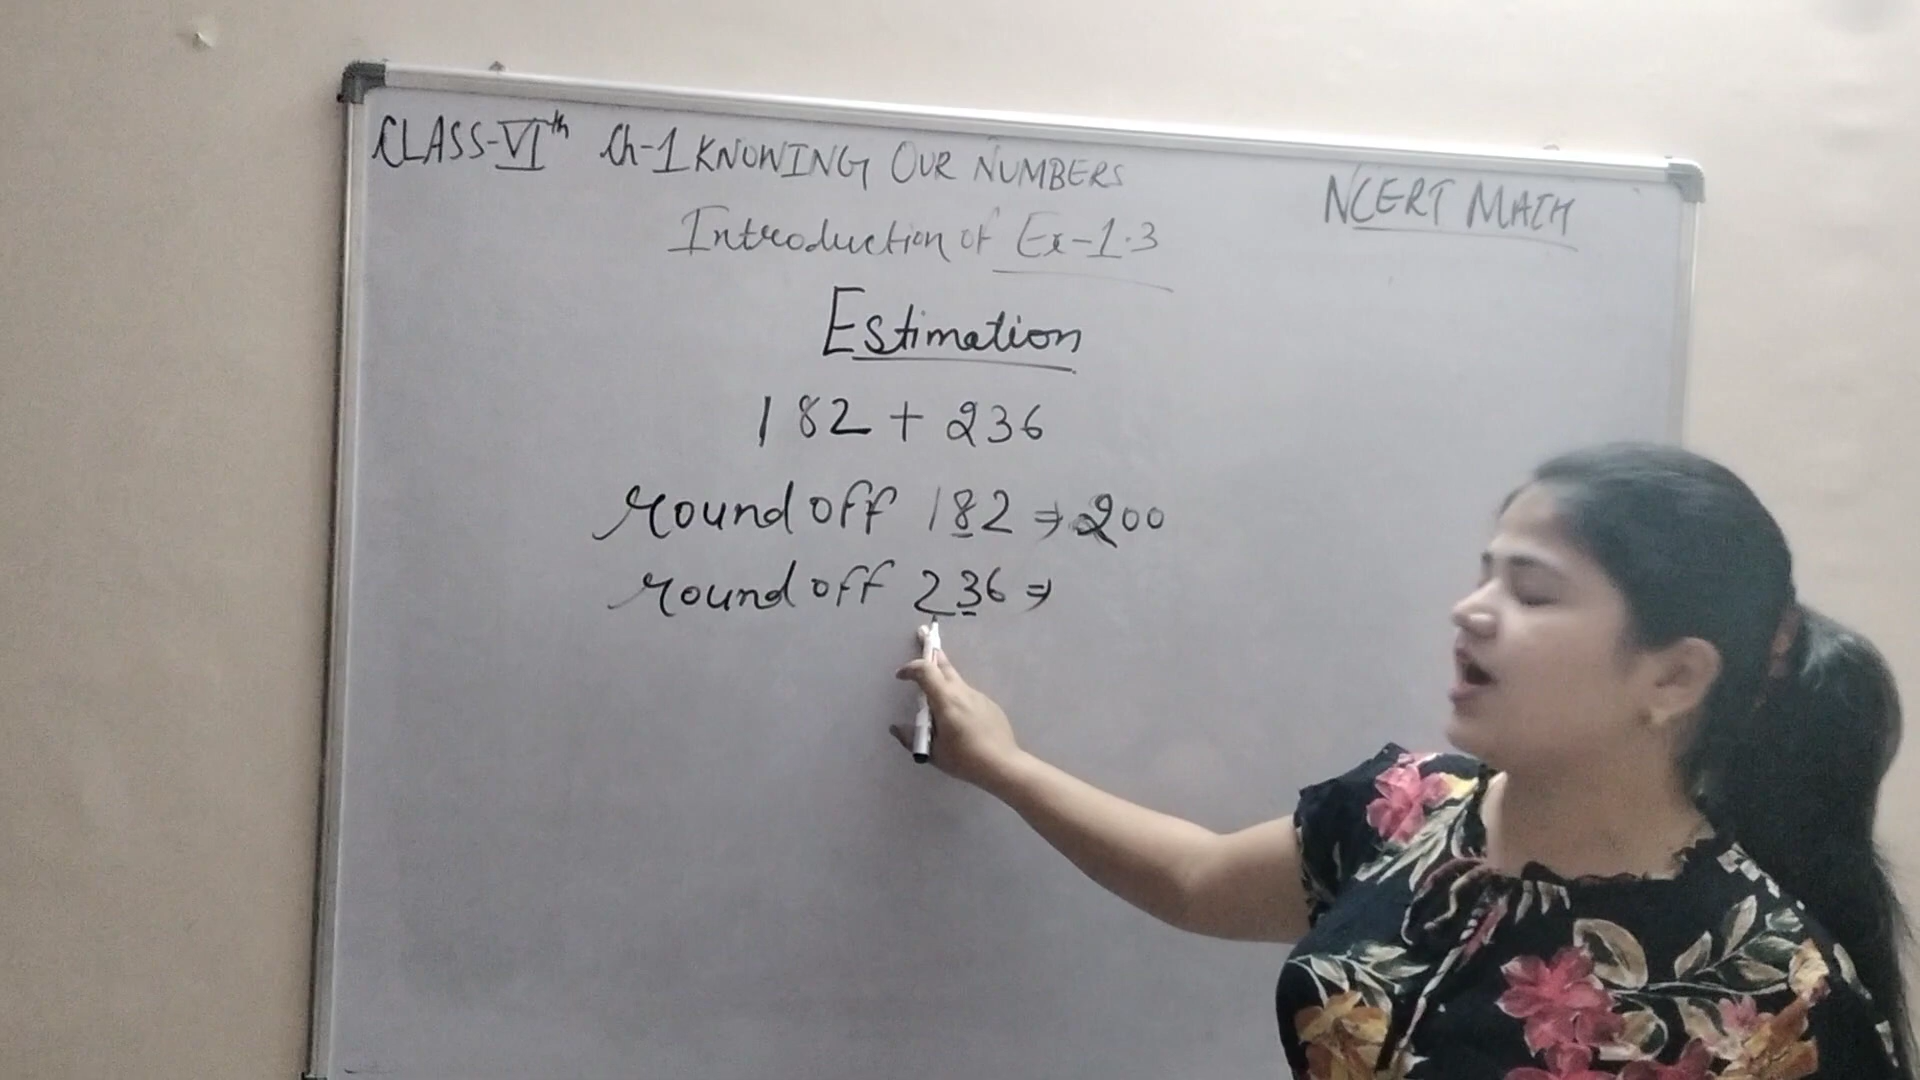 CLASS-VIth Ch-1 KNOWING OUR NUMBERS
NCERT MATH
Introduction of Ex-1.3
Estimation
182 + 236
round off 182 ⇒ 200
round off 236 ⇒